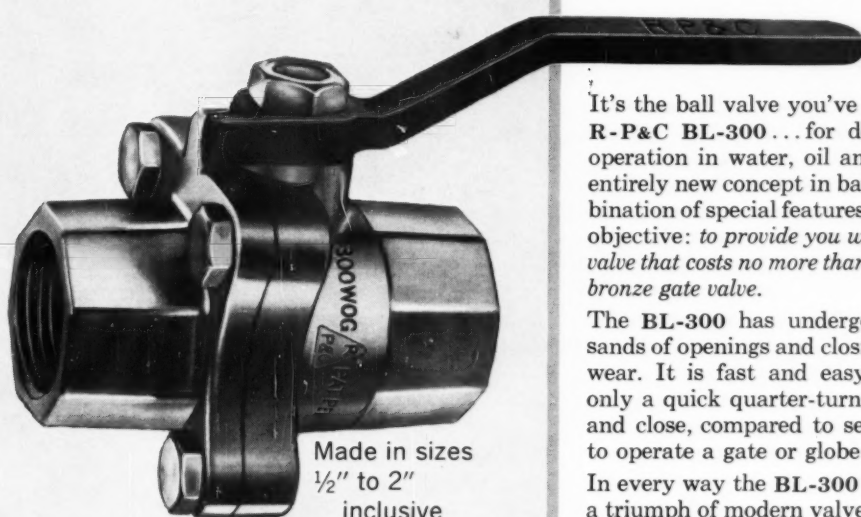 R P & C
300WOG
R
P&C
PAT PE
Made in sizes
½″ to 2″
inclusive
It's the ball valve you've
R-P&C BL-300...for d
operation in water, oil an
entirely new concept in ba
bination of special features
objective: to provide you w
valve that costs no more than
bronze gate valve.
The BL-300 has underg
sands of openings and clos
wear. It is fast and easy
only a quick quarter-turn
and close, compared to se
to operate a gate or globe
In every way the BL-300
a triumph of modern valve